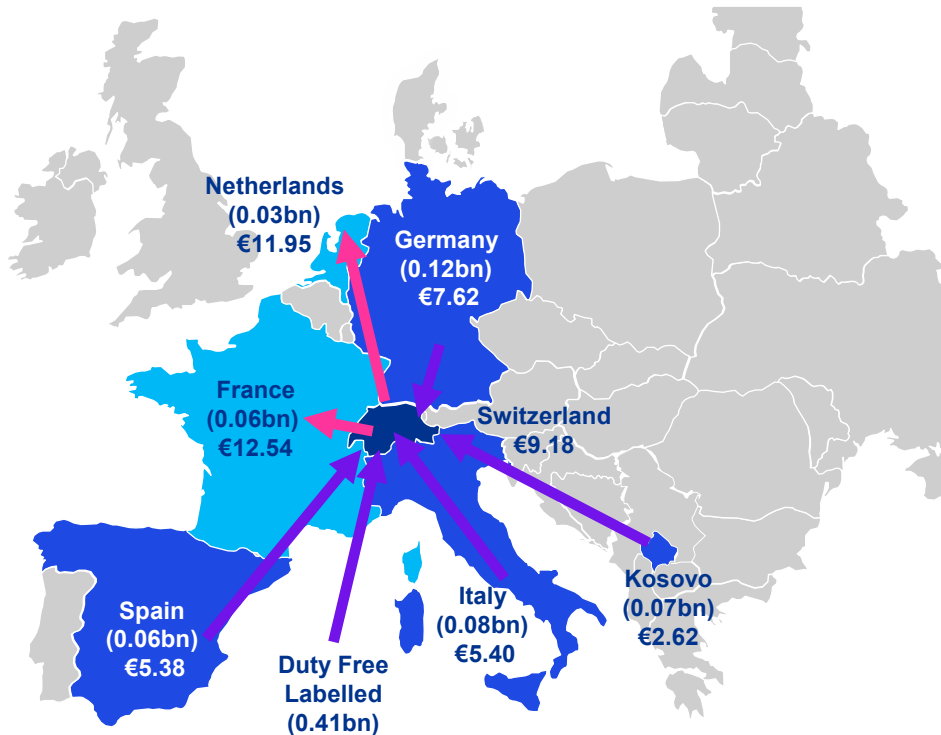 Netherlands
(0.03bn)
€11.95
Germany
(0.12bn)
€7.62
France
(0.06bn)
€12.54
Switzerland
€9.18
Spain
(0.06bn)
€5.38
Duty Free
Labelled
(0.41bn)
Italy
(0.08bn)
€5.40
Kosovo
(0.07bn)
€2.62